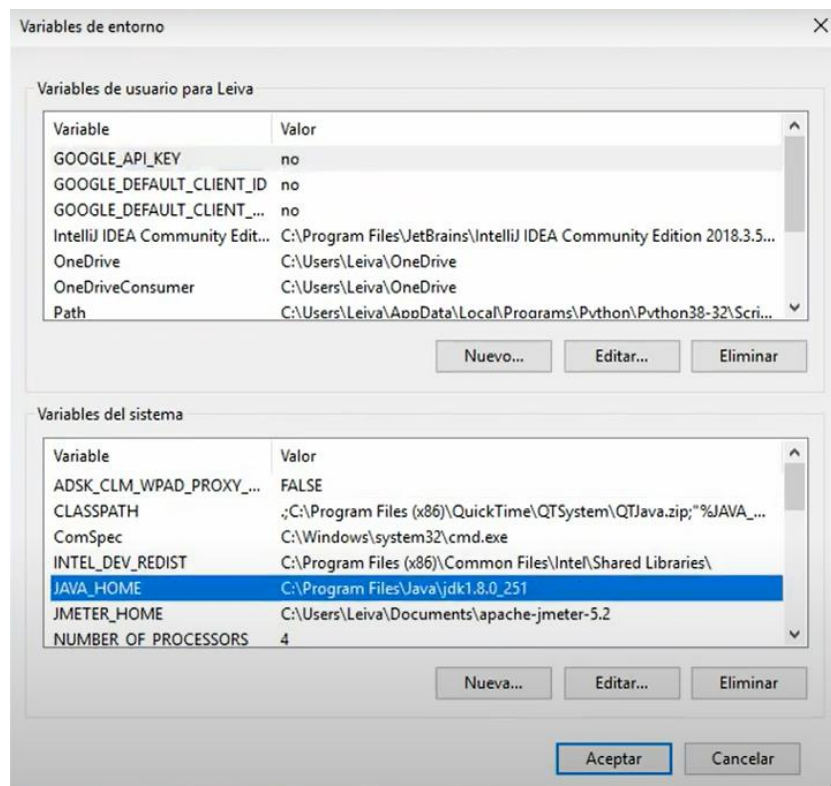 Variables de entorno
Variables de usuario para Leiva
Variable Valor
GOOGLE_API_KEY no
GOOGLE_DEFAULT_CLIENT_ID no
GOOGLE_DEFAULT_CLIENT_... no
IntelliJ IDEA Community Edit... C:\Program Files\JetBrains\IntelliJ IDEA Community Edition 2018.3.5...
OneDrive C:\Users\Leiva\OneDrive
OneDriveConsumer C:\Users\Leiva\OneDrive
Path C:\Users\Leiva\AppData\Local\Programs\Python\Python38-32\Scri...
Nuevo... Editar... Eliminar
Variables del sistema
Variable Valor
ADSK_CLM_WPAD_PROXY_... FALSE
CLASSPATH .;C:\Program Files (x86)\QuickTime\QTSystem\QTJava.zip;"%JAVA_...
ComSpec C:\Windows\system32\cmd.exe
INTEL_DEV_REDIST C:\Program Files (x86)\Common Files\Intel\Shared Libraries\
JAVA_HOME C:\Program Files\Java\jdk1.8.0_251
JMETER_HOME C:\Users\Leiva\Documents\apache-jmeter-5.2
NUMBER_OF_PROCESSORS 4
Nueva... Editar... Eliminar
Aceptar Cancelar